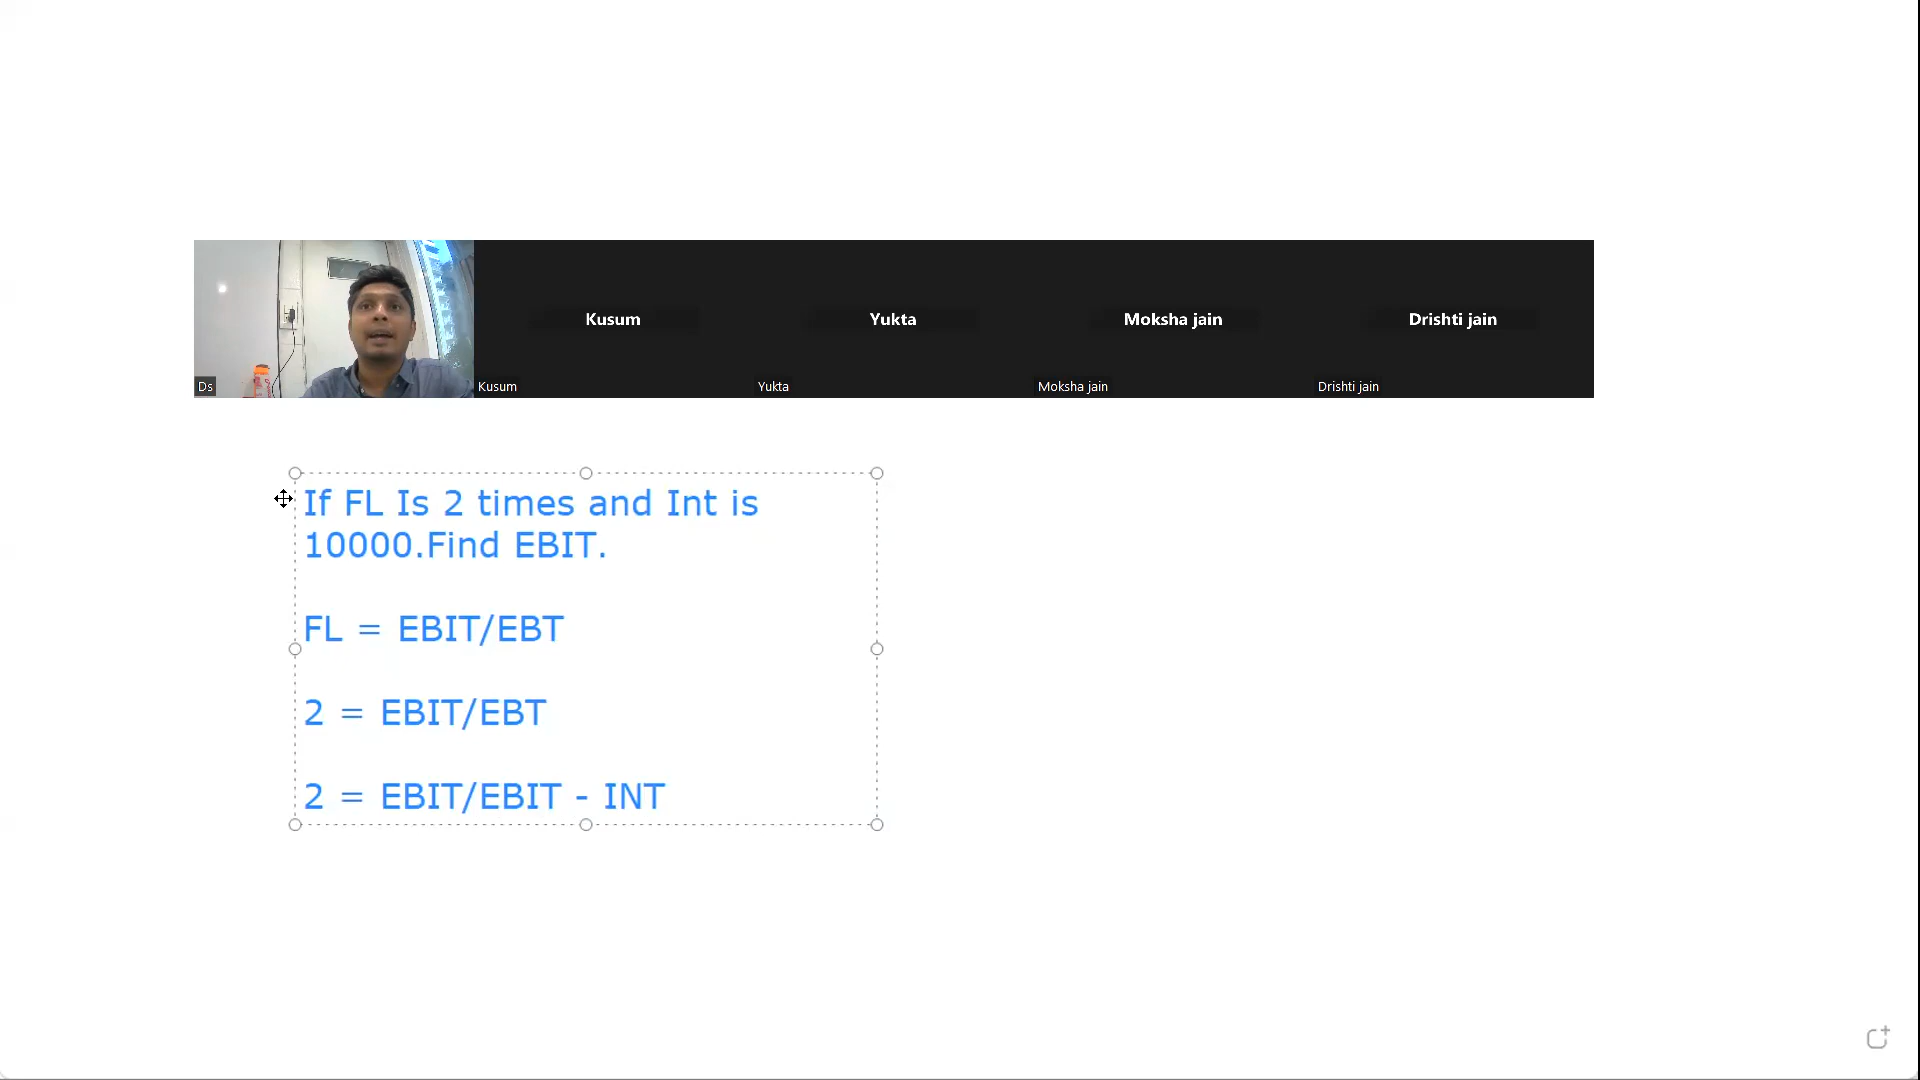 Kusum
Yukta
Moksha jain
Drishti jain
Ds
Kusum
Yukta
Moksha jain
Drishti jain
If FL Is 2 times and Int is
10000.Find EBIT.
FL = EBIT/EBT
2 = EBIT/EBT
2 = EBIT/EBIT - INT